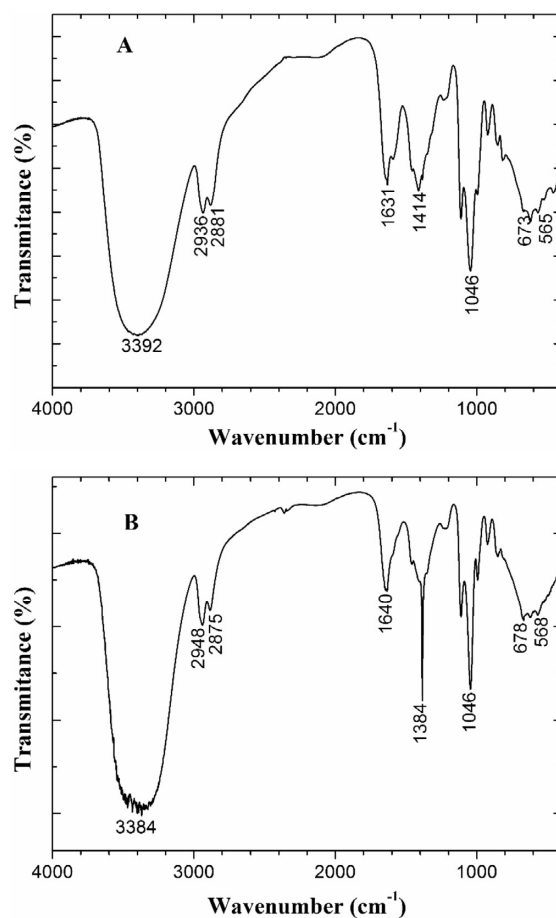 A
Transmitance (%)
3392
2936
2881
1631
1414
1046
673
565
4000 3000 2000 1000
Wavenumber (cm-1)
B
Transmitance (%)
3384
2948
2875
1640
1384
1046
678
568
4000 3000 2000 1000
Wavenumber (cm-1)